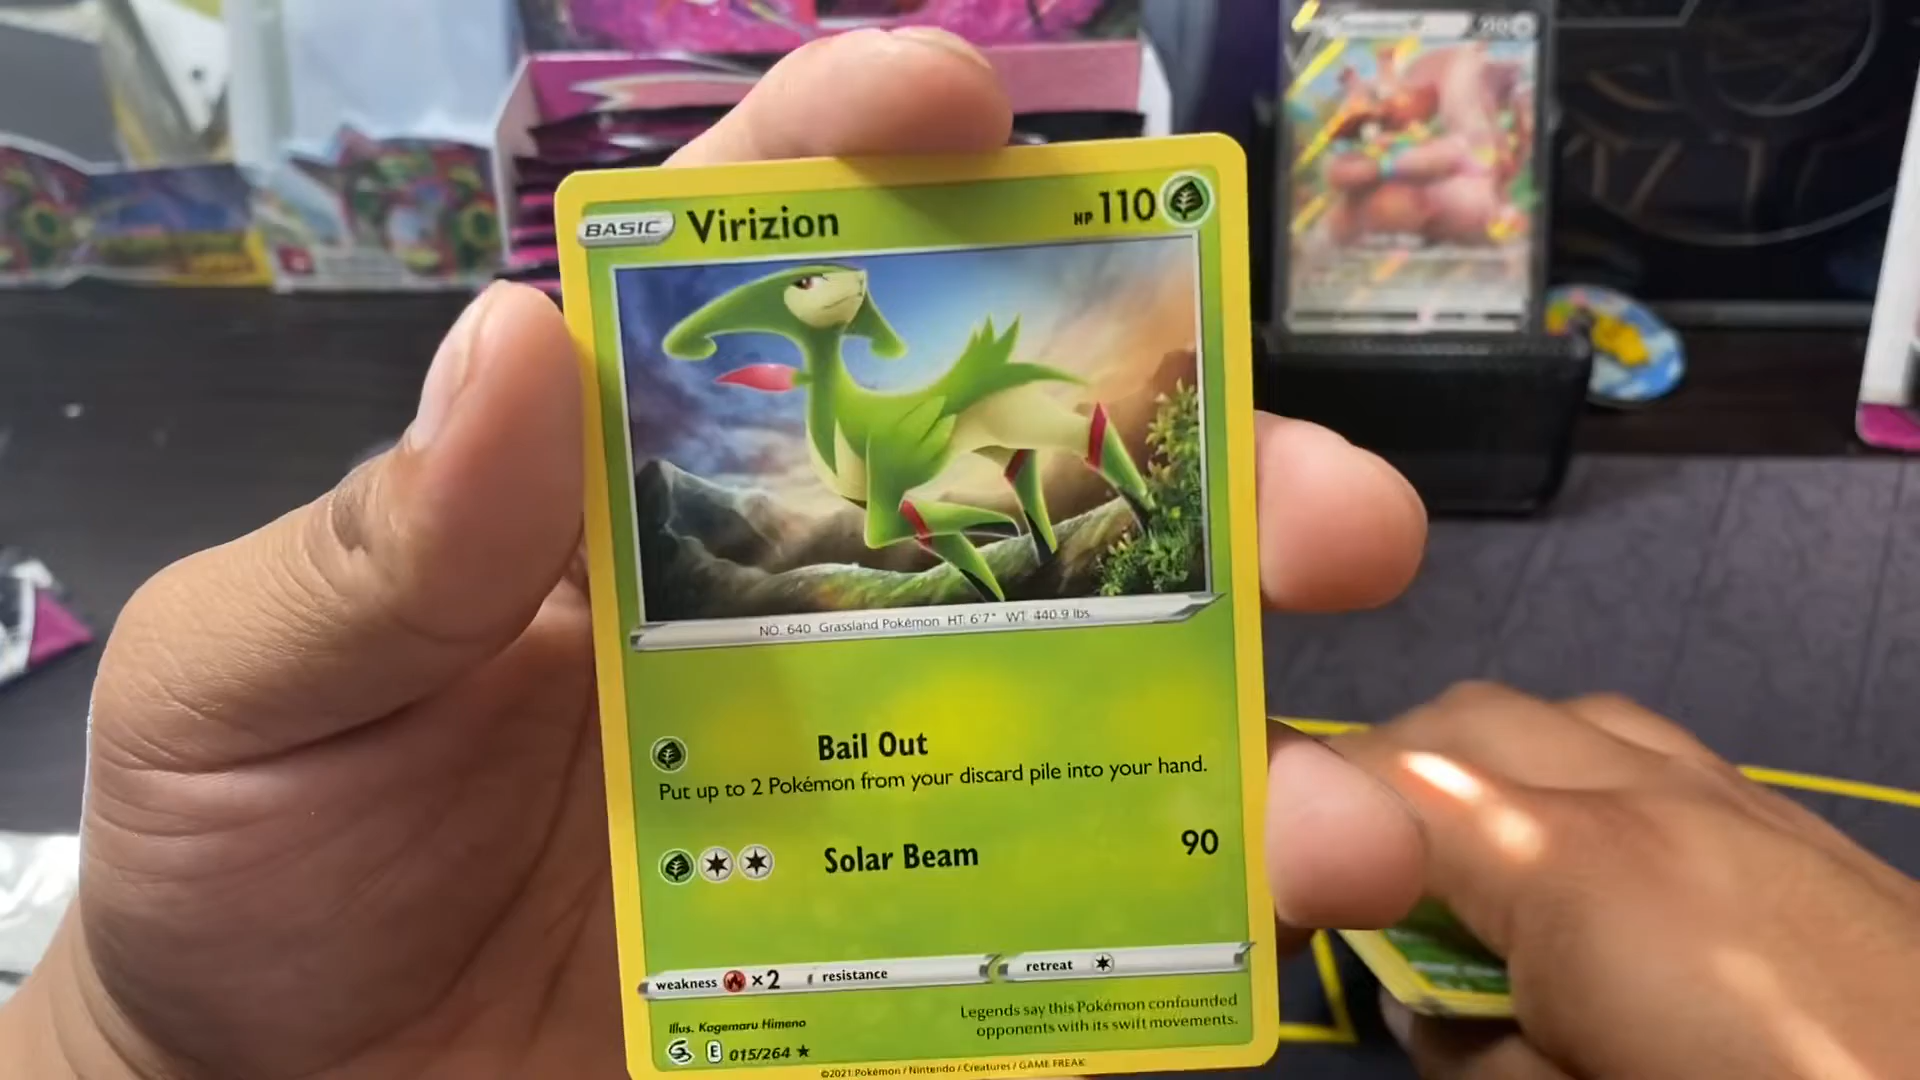 BASIC Virizion HP 110
NO. 640 Grassland Pokémon HT: 6'7" WT: 440.9 lbs.
Bail Out
Put up to 2 Pokémon from your discard pile into your hand.
Solar Beam 90
weakness ×2 resistance retreat
Illus. Kagemaru Himeno
Legends say this Pokémon confounded
opponents with its swift movements.
E 015/264 ★
©2021 Pokémon / Nintendo / Creatures / GAME FREAK